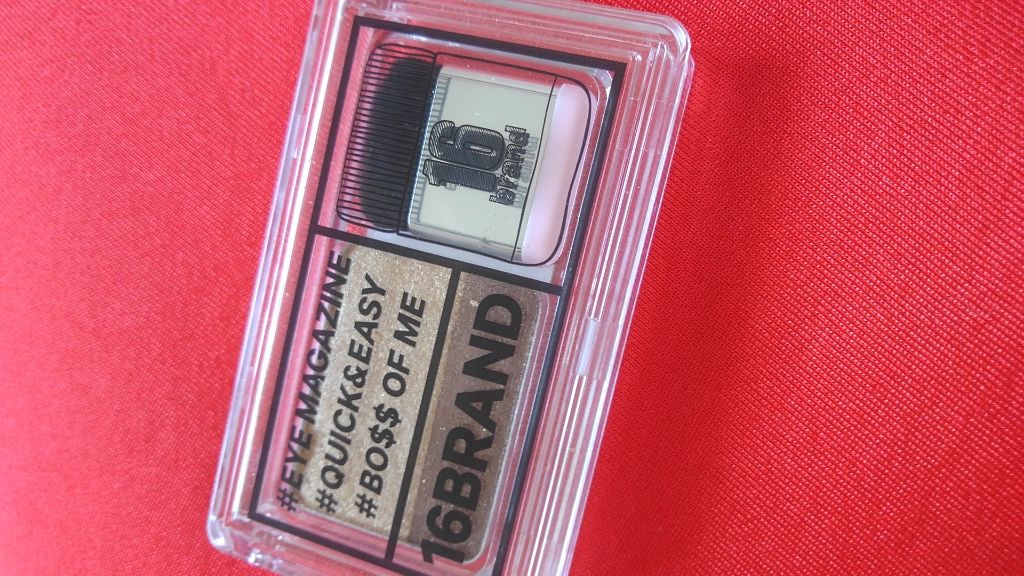 #EYE MAGAZINE
#QUICK&EASY
#BO$$ OF ME
16BRAND
16
brand